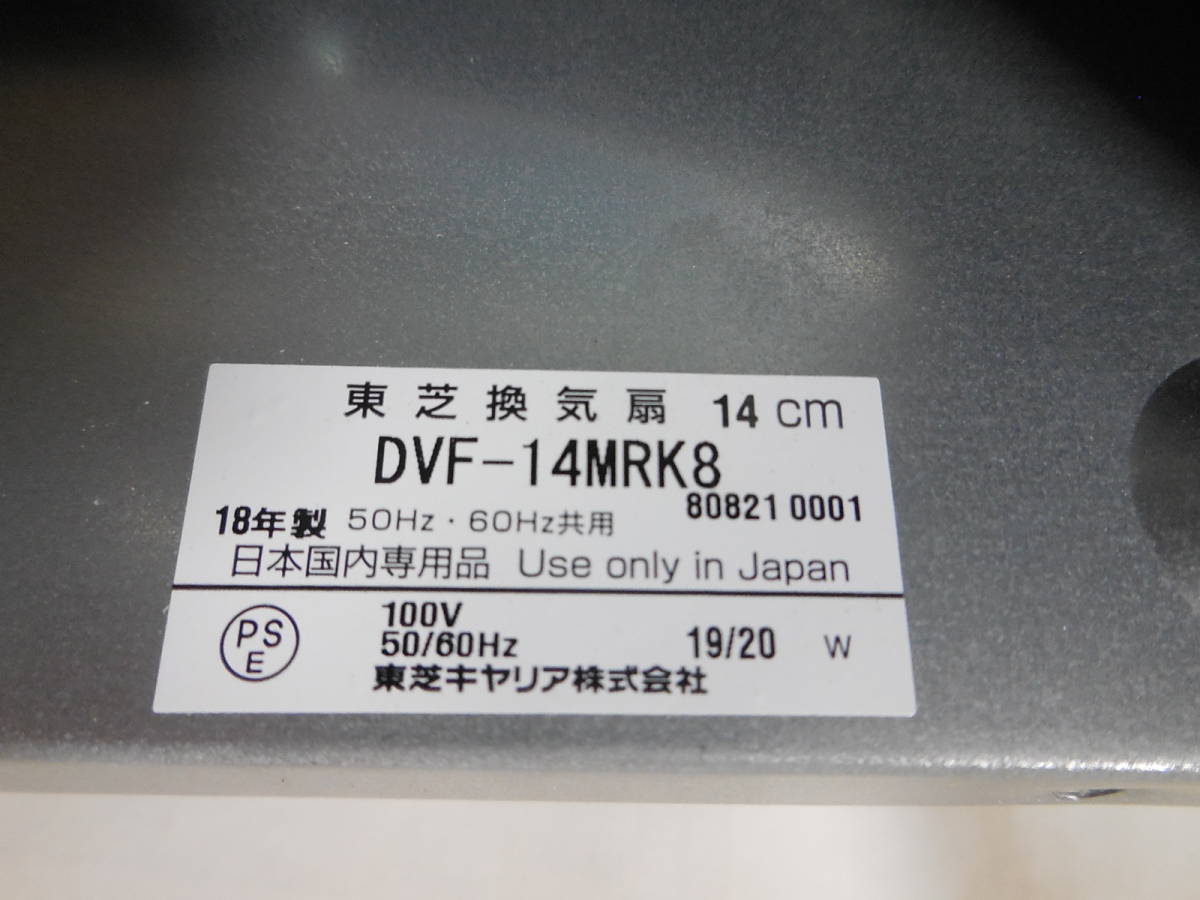 東芝換気扇 14 cm
DVF-14MRK8
80821 0001
18年製 50Hz・60Hz共用
日本国内専用品 Use only in Japan
PS
E
100V
50/60Hz 19/20 W
東芝キヤリア株式会社